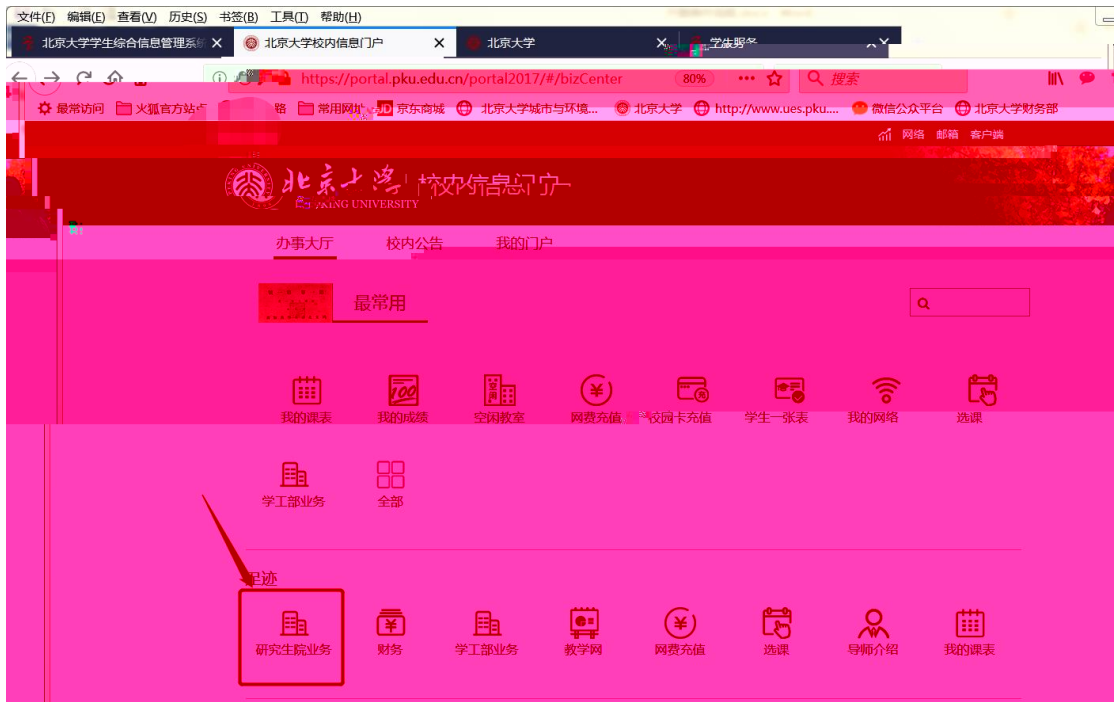 文件(F) 编辑(E) 查看(V) 历史(S) 书签(B) 工具(T) 帮助(H)
北京大学学生综合信息管理系统 北京大学校内信息门户 北京大学
https://portal.pku.edu.cn/portal2017/#/bizCenter 80% 搜索
最常访问 火狐官方站点 常用网址 JD 京东商城 北京大学城市与环境... 北京大学 http://www.ues.pku.... 微信公众平台 北京大学财务部
网络 邮箱 客户端
北京大学 校内信息门户
UNIVERSITY
办事大厅 校内公告 我的门户
最常用
我的课表 我的成绩 空闲教室 网费充值 校园卡充值 学生一张表 我的网络 选课
学工部业务 全部
足迹
研究生院业务 财务 学工部业务 教学网 网费充值 选课 导师介绍 我的课表